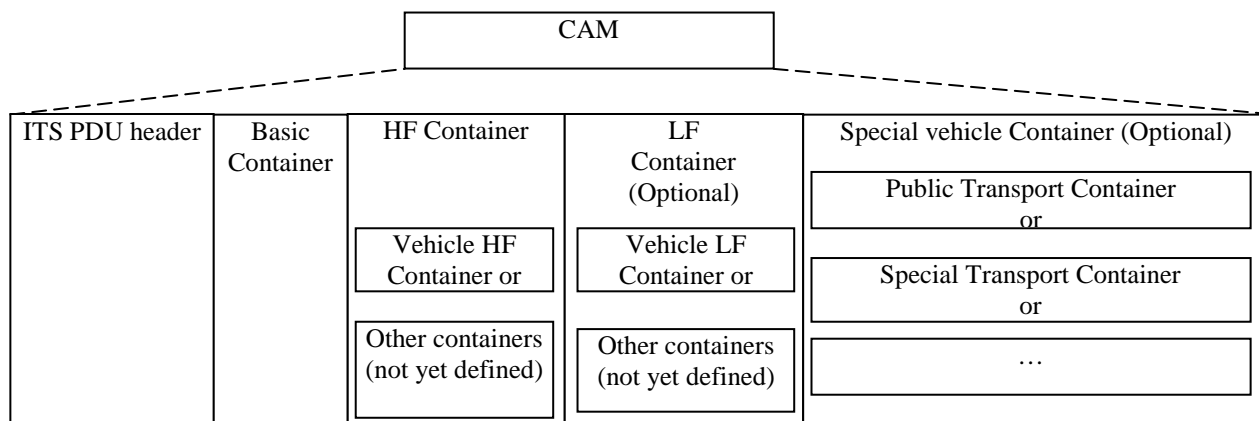 CAM
ITS PDU header
Basic
Container
HF Container
Vehicle HF
Container or
Other containers
(not yet defined)
LF
Container
(Optional)
Vehicle LF
Container or
Other containers
(not yet defined)
Special vehicle Container (Optional)
Public Transport Container
or
Special Transport Container
or
…